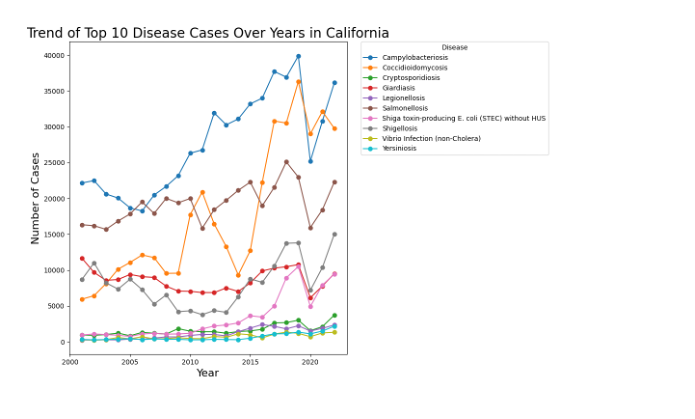 Trend of Top 10 Disease Cases Over Years in California
Disease
Campylobacteriosis
Coccidioidomycosis
Cryptosporidiosis
Giardiasis
Legionellosis
Salmonellosis
Shiga toxin-producing E. coli (STEC) without HUS
Shigellosis
Vibrio Infection (non-Cholera)
Yersiniosis
Number of Cases
40000
35000
30000
25000
20000
15000
10000
5000
0
2000 2005 2010 2015 2020
Year